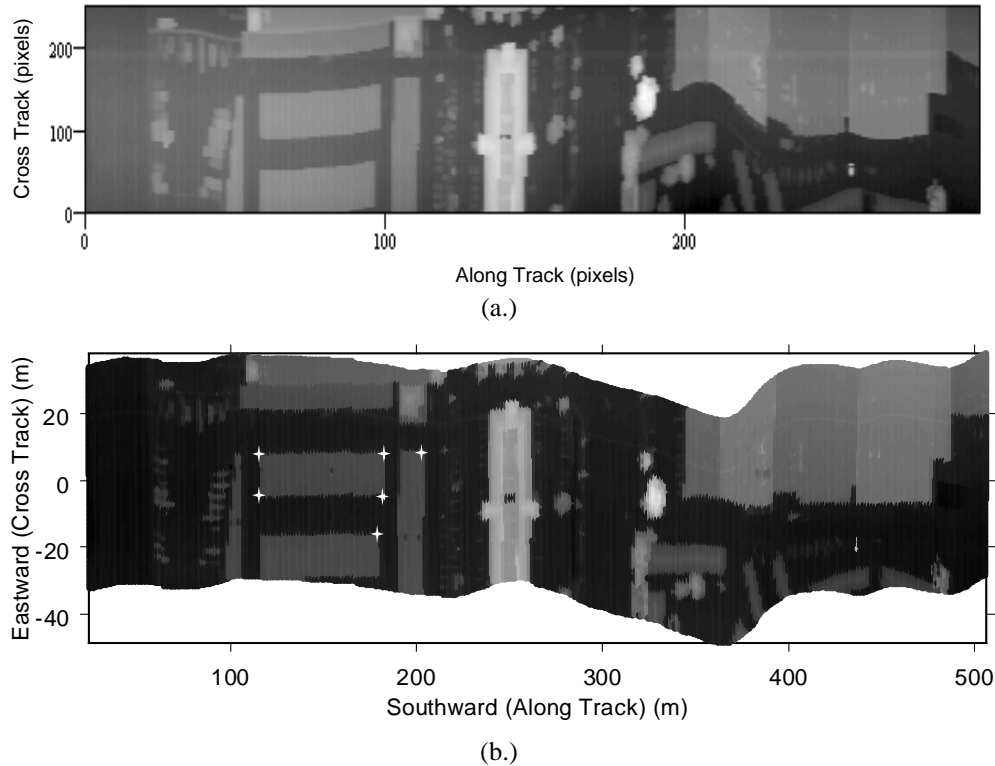 Cross Track (pixels)
200
100
0
0
100
200
Along Track (pixels)
(a.)
Eastward (Cross Track) (m)
20
0
-20
-40
100
200
300
400
500
Southward (Along Track) (m)
(b.)